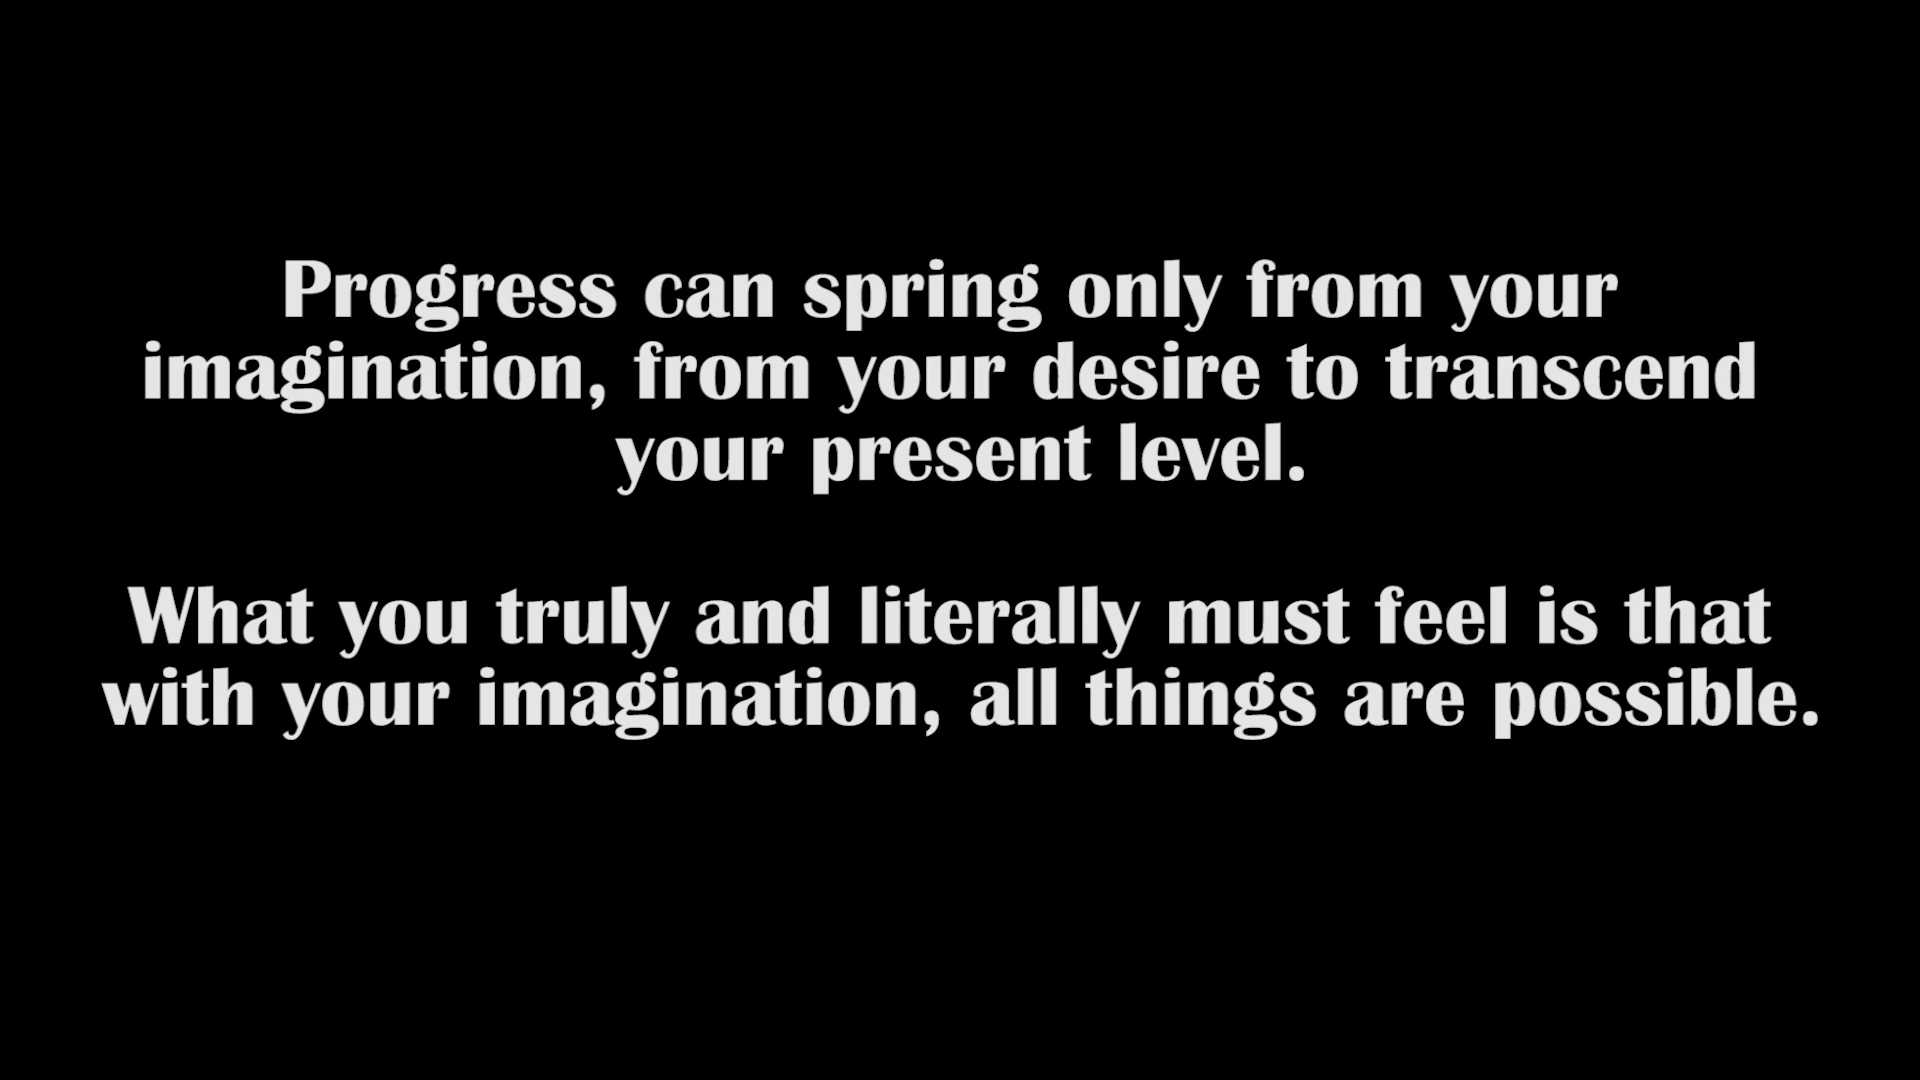 Progress can spring only from your
imagination, from your desire to transcend
your present level.
What you truly and literally must feel is that
with your imagination, all things are possible.